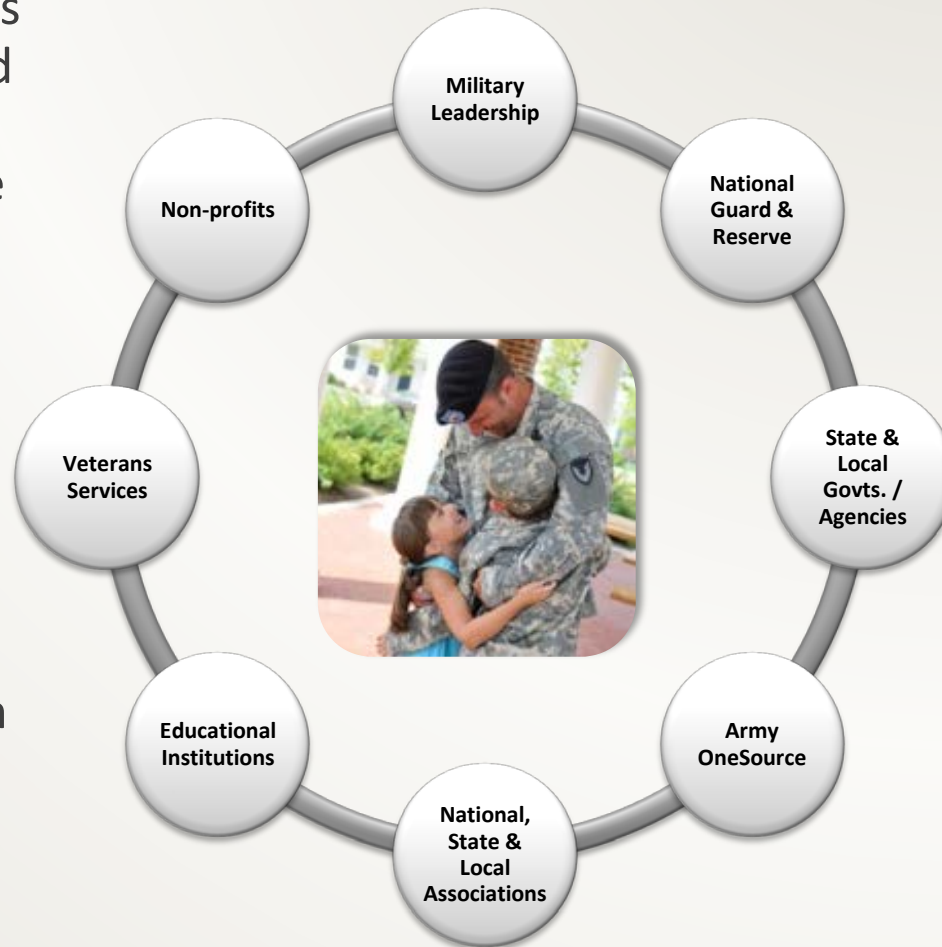 Military
Leadership
National
Guard &
Reserve
State &
Local
Govts. /
Agencies
Army
OneSource
National,
State &
Local
Associations
Educational
Institutions
Veterans
Services
Non-profits